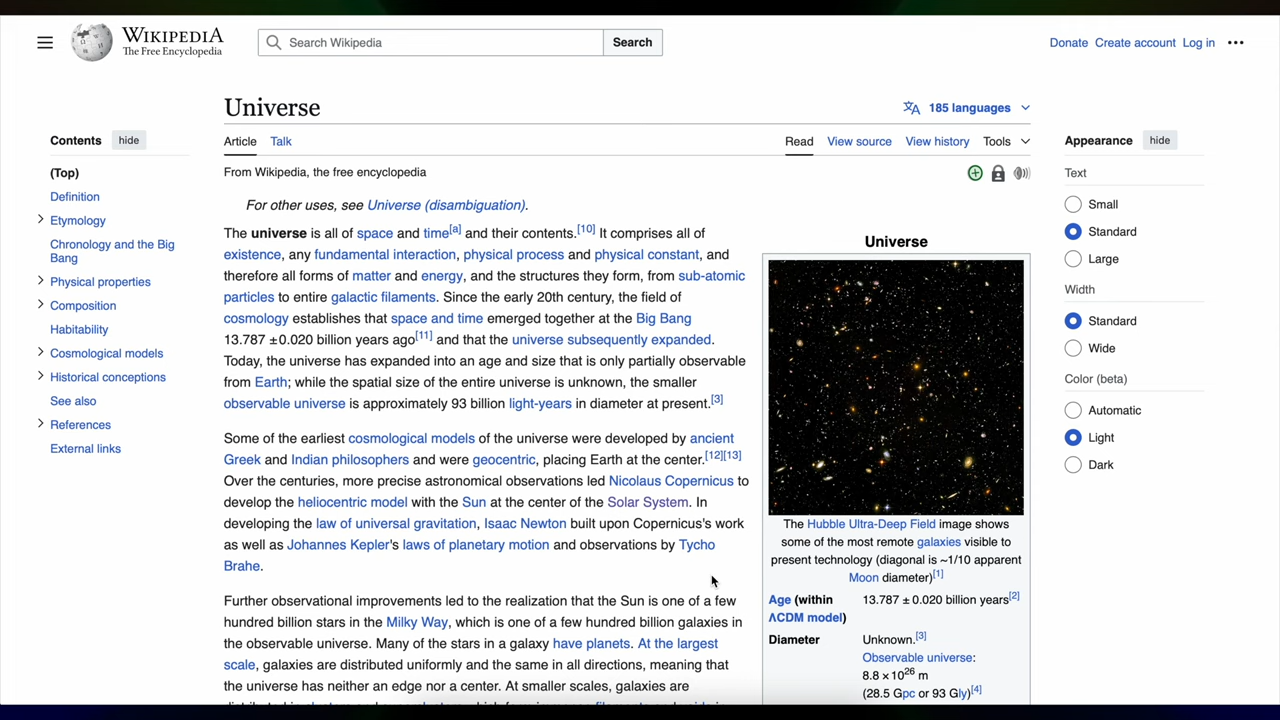 WIKIPEDIA
The Free Encyclopedia
Search Wikipedia
Search
Donate Create account Log in
Universe
185 languages
Contents hide
(Top)
Definition
Etymology
Chronology and the Big
Bang
Physical properties
Composition
Habitability
Cosmological models
Historical conceptions
See also
References
External links
Article Talk
Read View source View history Tools
From Wikipedia, the free encyclopedia
For other uses, see Universe (disambiguation).
The universe is all of space and time[a] and their contents.[10] It comprises all of
existence, any fundamental interaction, physical process and physical constant, and
therefore all forms of matter and energy, and the structures they form, from sub-atomic
particles to entire galactic filaments. Since the early 20th century, the field of
cosmology establishes that space and time emerged together at the Big Bang
13.787 ±0.020 billion years ago[11] and that the universe subsequently expanded.
Today, the universe has expanded into an age and size that is only partially observable
from Earth; while the spatial size of the entire universe is unknown, the smaller
observable universe is approximately 93 billion light-years in diameter at present.[3]
Some of the earliest cosmological models of the universe were developed by ancient
Greek and Indian philosophers and were geocentric, placing Earth at the center.[12][13]
Over the centuries, more precise astronomical observations led Nicolaus Copernicus to
develop the heliocentric model with the Sun at the center of the Solar System. In
developing the law of universal gravitation, Isaac Newton built upon Copernicus's work
as well as Johannes Kepler's laws of planetary motion and observations by Tycho
Brahe.
Further observational improvements led to the realization that the Sun is one of a few
hundred billion stars in the Milky Way, which is one of a few hundred billion galaxies in
the observable universe. Many of the stars in a galaxy have planets. At the largest
scale, galaxies are distributed uniformly and the same in all directions, meaning that
the universe has neither an edge nor a center. At smaller scales, galaxies are
Universe
The Hubble Ultra-Deep Field image shows
some of the most remote galaxies visible to
present technology (diagonal is ~1/10 apparent
Moon diameter)[1]
Age (within 13.787 ± 0.020 billion years[2]
ΛCDM model)
Diameter Unknown.[3]
Observable universe:
8.8 × 1026 m
(28.5 Gpc or 93 Gly)[4]
Appearance hide
Text
Small
Standard
Large
Width
Standard
Wide
Color (beta)
Automatic
Light
Dark